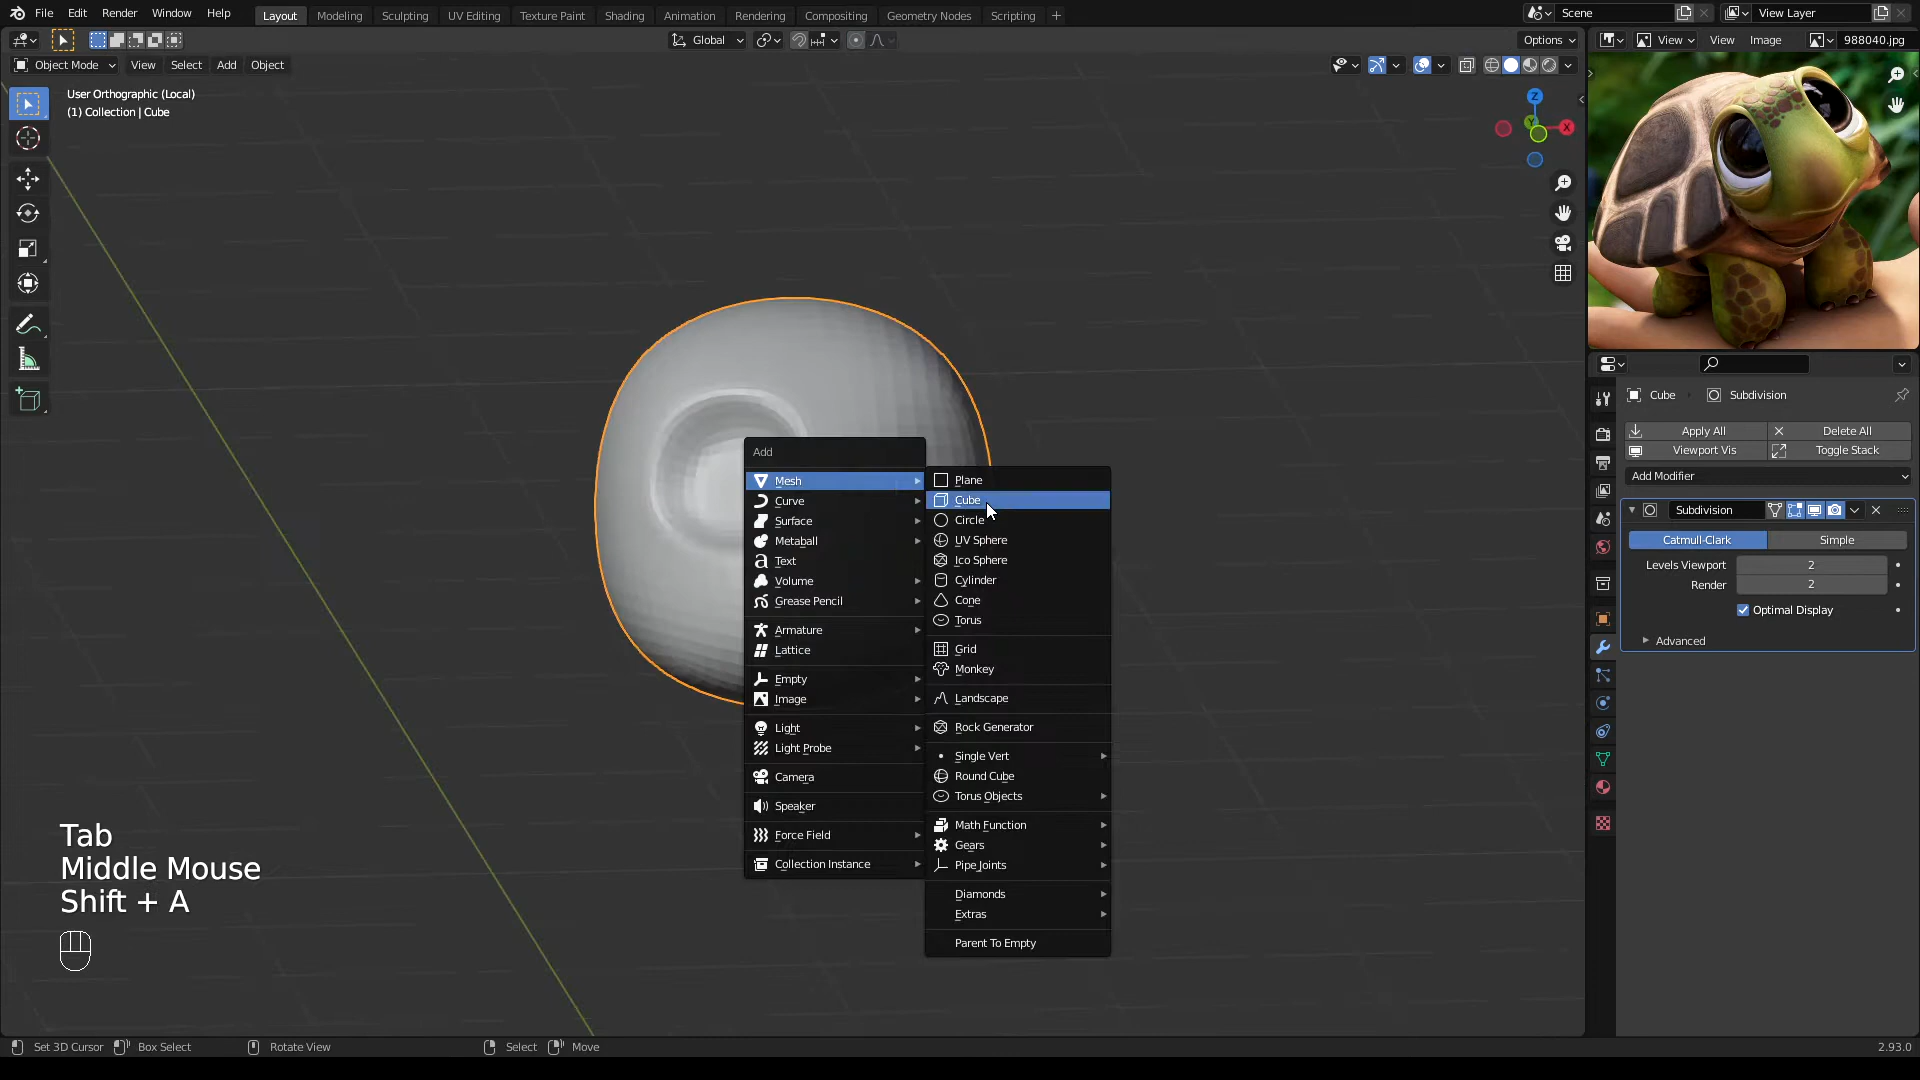 File Edit Render Window Help Layout Modeling Sculpting UV Editing Texture Paint Shading Animation Rendering Compositing Geometry Nodes Scripting + Scene View Layer
Global Options View View Image 988040.jpg
Object Mode View Select Add Object
User Orthographic (Local)
(1) Collection | Cube
Z
Y
X
Cube Subdivision
Apply All Delete All
Viewport Vis Toggle Stack
Add Modifier
Subdivision
Catmull-Clark Simple
Levels Viewport 2
Render 2
Optimal Display
Advanced
Add
Mesh
Curve
Surface
Metaball
Text
Volume
Grease Pencil
Armature
Lattice
Empty
Image
Light
Light Probe
Camera
Speaker
Force Field
Collection Instance
Plane
Cube
Circle
UV Sphere
Ico Sphere
Cylinder
Cone
Torus
Grid
Monkey
Landscape
Rock Generator
Single Vert
Round Cube
Torus Objects
Math Function
Gears
Pipe Joints
Diamonds
Extras
Parent To Empty
Tab
Middle Mouse
Shift + A
Set 3D Cursor Box Select Rotate View Select Move 2.93.0